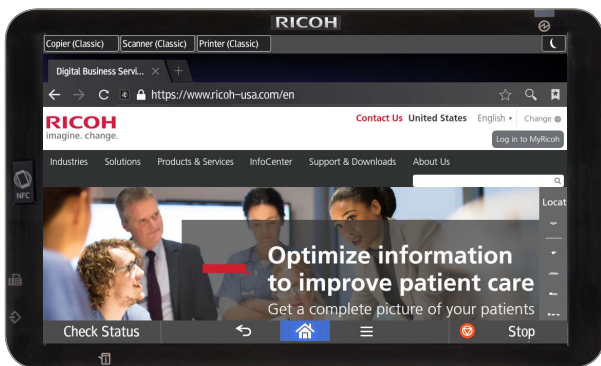 RICOH
Copier (Classic) Scanner (Classic) Printer (Classic)
Digital Business Servi... × +
https://www.ricoh-usa.com/en
RICOH
imagine. change.
Contact Us United States English Change
Log in to MyRicoh
Industries Solutions Products & Services InfoCenter Support & Downloads About Us
NFC
Locat
Optimize information
to improve patient care
Get a complete picture of your patients
Check Status Stop